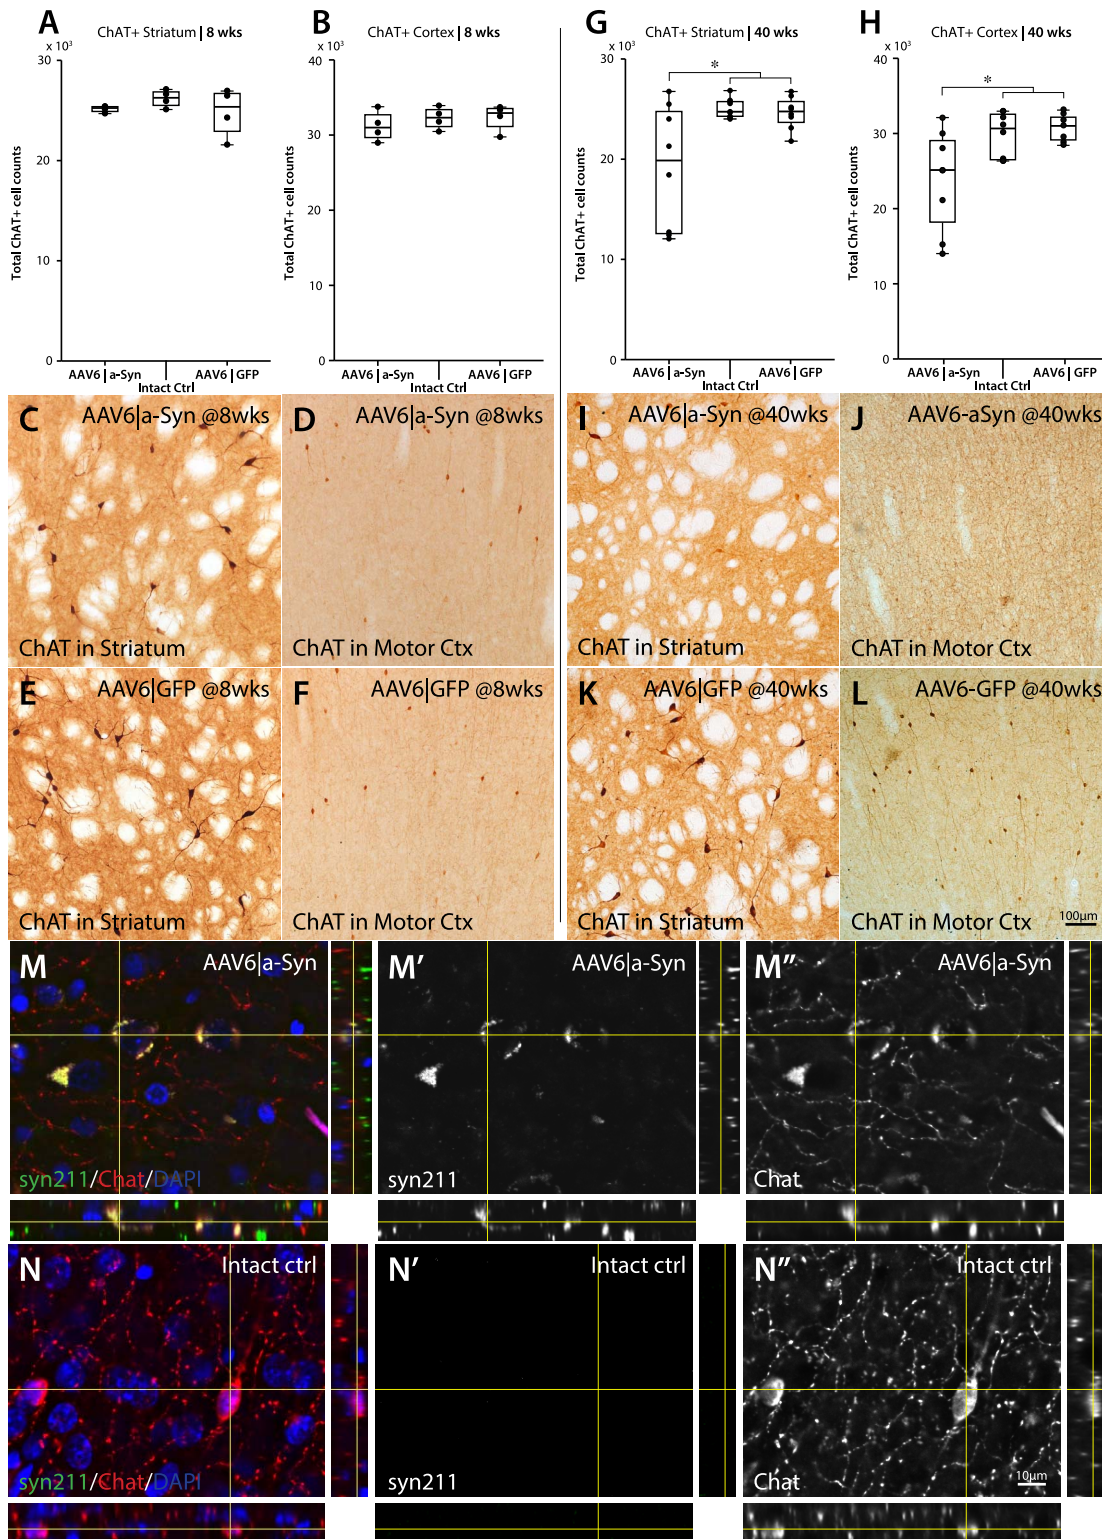 A
ChAT+ Striatum | 8 wks
x 10³
Total ChAT+ cell counts
30
20
10
0
AAV6|a-Syn
Intact Ctrl
AAV6|GFP
B
ChAT+ Cortex | 8 wks
x 10³
Total ChAT+ cell counts
40
30
20
10
0
AAV6|a-Syn
Intact Ctrl
AAV6|GFP
G
ChAT+ Striatum | 40 wks
x 10³
Total ChAT+ cell counts
30
20
10
0
*
AAV6|a-Syn
Intact Ctrl
AAV6|GFP
H
ChAT+ Cortex | 40 wks
x 10³
Total ChAT+ cell counts
40
30
20
10
0
*
AAV6|a-Syn
Intact Ctrl
AAV6|GFP
C
AAV6|a-Syn @8wks
ChAT in Striatum
D
AAV6|a-Syn @8wks
ChAT in Motor Ctx
I
AAV6|a-Syn @40wks
ChAT in Striatum
J
AAV6-aSyn @40wks
ChAT in Motor Ctx
E
AAV6|GFP @8wks
ChAT in Striatum
F
AAV6|GFP @8wks
ChAT in Motor Ctx
K
AAV6|GFP @40wks
ChAT in Striatum
L
AAV6-GFP @40wks
ChAT in Motor Ctx
100µm
M
AAV6|a-Syn
syn211/Chat/DAPI
M'
AAV6|a-Syn
syn211
M"
AAV6|a-Syn
Chat
N
Intact ctrl
syn211/Chat/DAPI
N'
Intact ctrl
syn211
N"
Intact ctrl
Chat
10µm